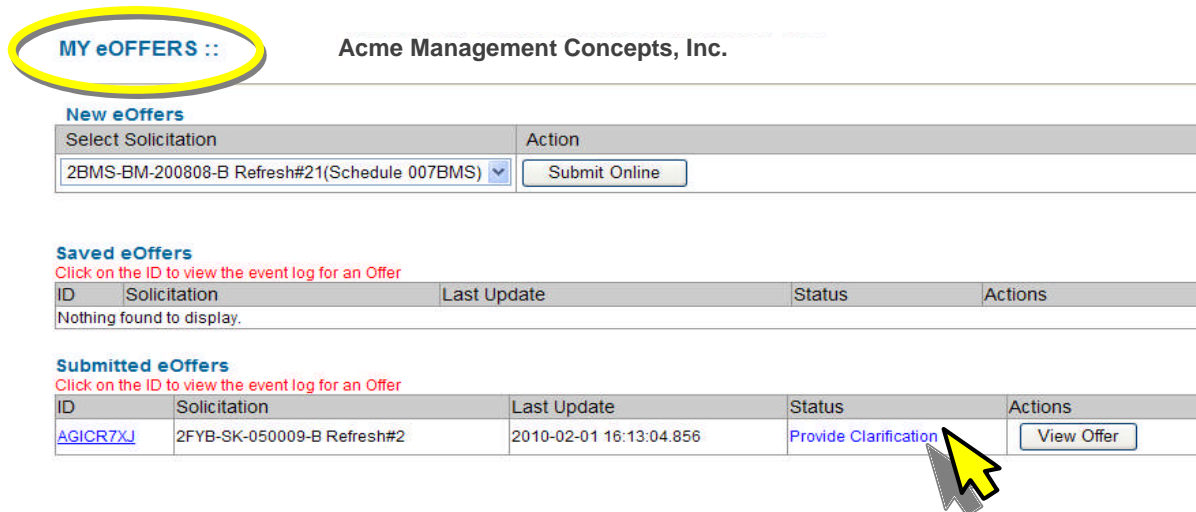 MY eOFFERS :: Acme Management Concepts, Inc.
New eOffers
Select Solicitation Action
2BMS-BM-200808-B Refresh#21(Schedule 007BMS) Submit Online
Saved eOffers
Click on the ID to view the event log for an Offer
ID Solicitation Last Update Status Actions
Nothing found to display.
Submitted eOffers
Click on the ID to view the event log for an Offer
ID Solicitation Last Update Status Actions
AGICR7XJ 2FYB-SK-050009-B Refresh#2 2010-02-01 16:13:04.856 Provide Clarification View Offer